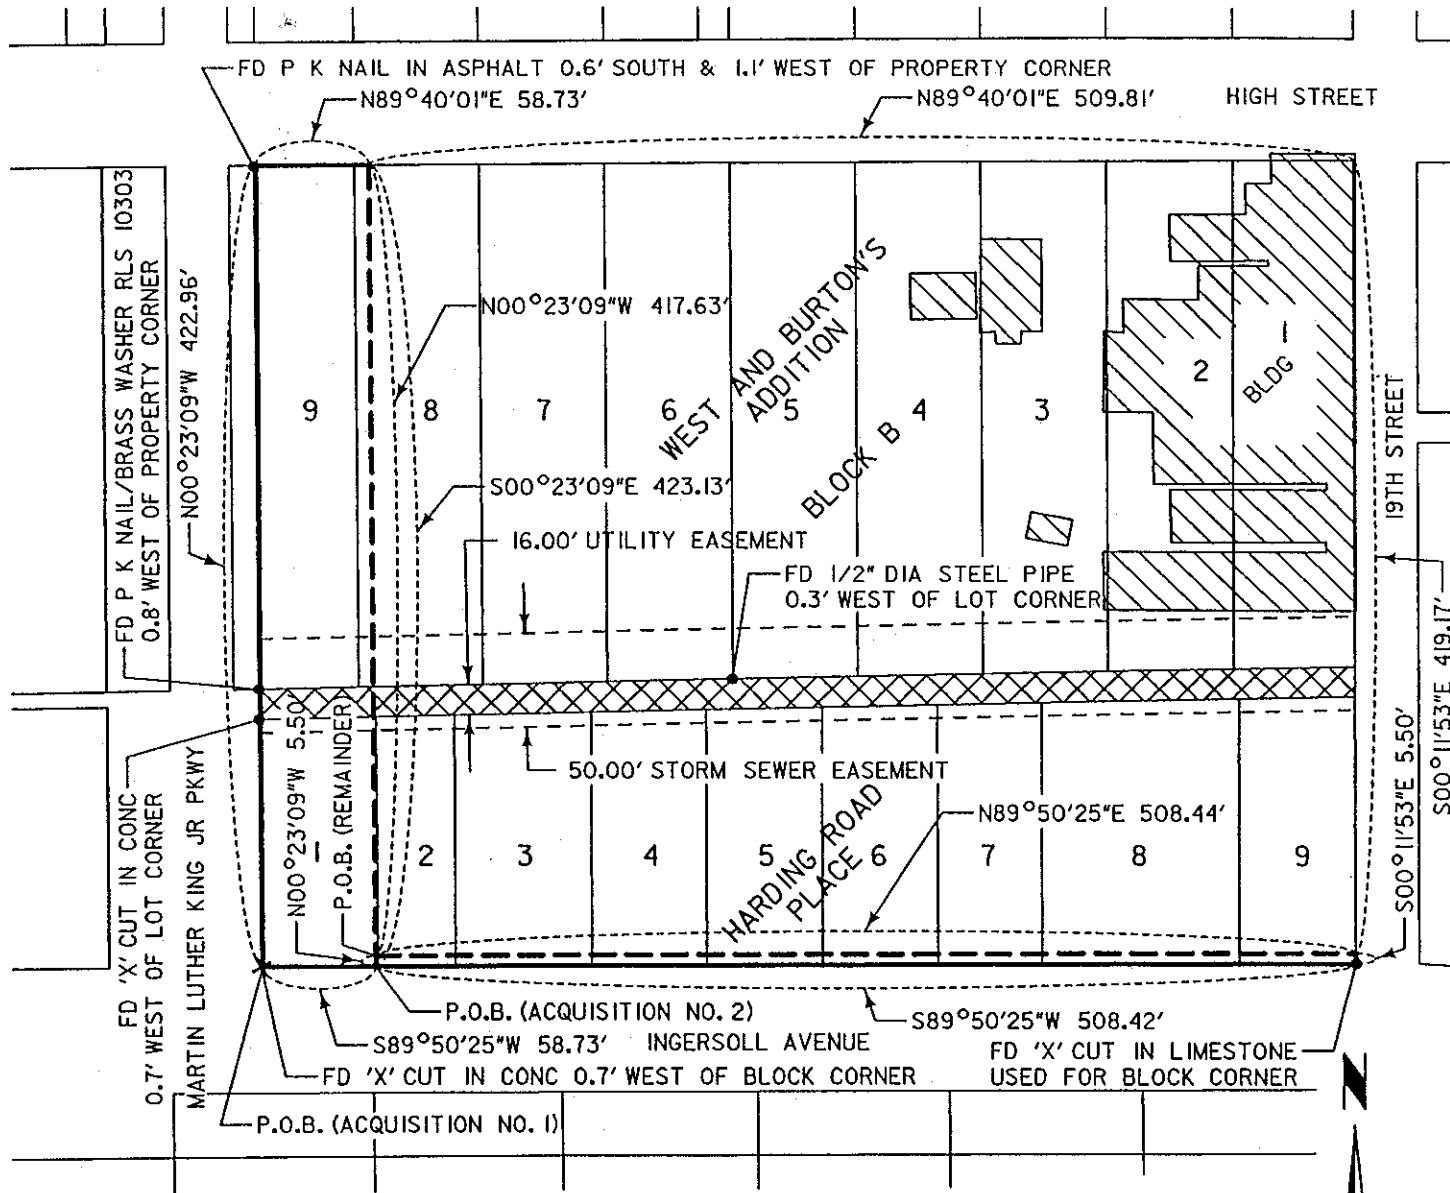 FD P K NAIL IN ASPHALT 0.6' SOUTH & 1.1' WEST OF PROPERTY CORNER
N89°40'01"E 58.73'
N89°40'01"E 509.81'
HIGH STREET
FD P K NAIL/BRASS WASHER RLS 10303
0.8' WEST OF PROPERTY CORNER
N00°23'09"W 422.96'
N00°23'09"W 417.63'
WEST AND BURTON'S
ADDITION
BLOCK B
9
8
7
6
5
4
3
2
1
BLDG
19TH STREET
S00°23'09"E 423.13'
16.00' UTILITY EASEMENT
FD 1/2" DIA STEEL PIPE
0.3' WEST OF LOT CORNER
S00°11'53"E 419.17'
S00°11'53"E 5.50'
N00°23'09"W 5.50'
P.O.B. (REMAINDER)
50.00' STORM SEWER EASEMENT
N89°50'25"E 508.44'
HARDING ROAD
PLACE
1
2
3
4
5
6
7
8
9
FD 'X' CUT IN CONC
0.7' WEST OF LOT CORNER
MARTIN LUTHER KING JR PKWY
P.O.B. (ACQUISITION NO. 2)
S89°50'25"W 508.42'
S89°50'25"W 58.73'
INGERSOLL AVENUE
FD 'X' CUT IN LIMESTONE
USED FOR BLOCK CORNER
FD 'X' CUT IN CONC 0.7' WEST OF BLOCK CORNER
P.O.B. (ACQUISITION NO. 1)
N